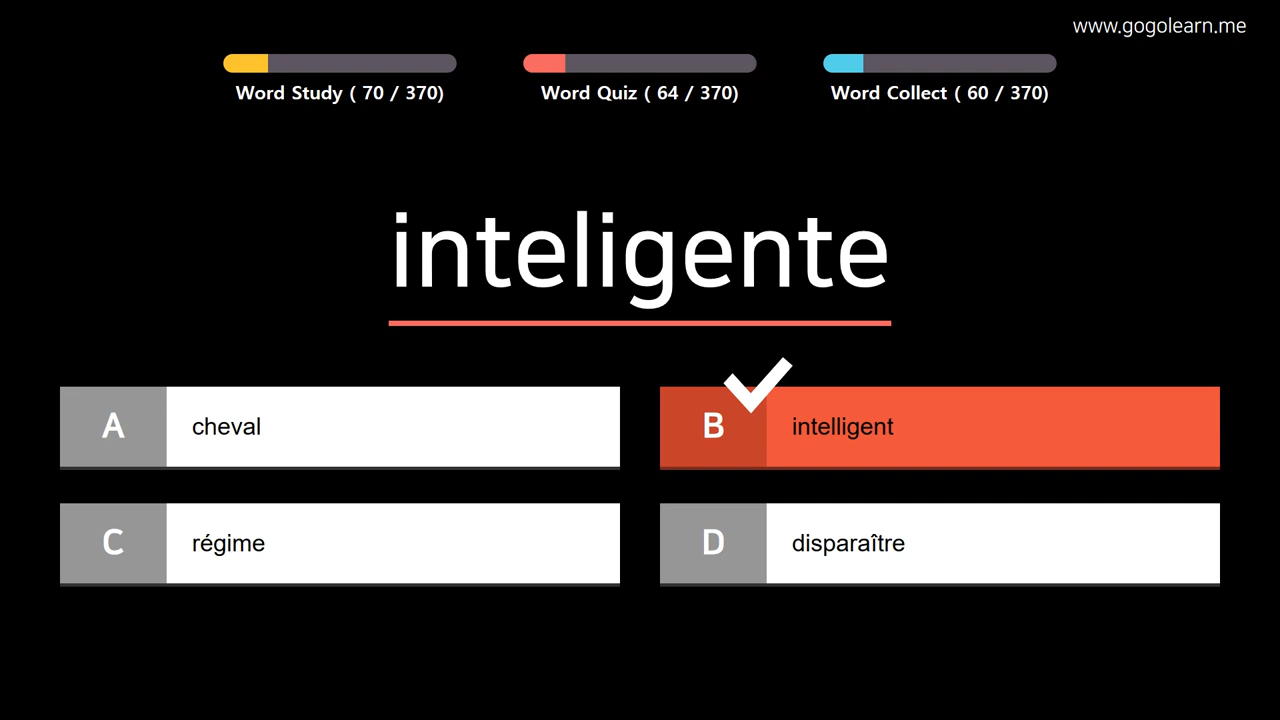 www.gogolearn.me
Word Study ( 70 / 370)
Word Quiz ( 64 / 370)
Word Collect ( 60 / 370)
inteligente
A cheval
B intelligent
C régime
D disparaître